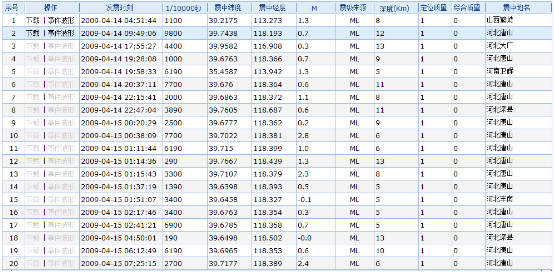 序号 操作 发震时刻 1/10000秒 震中纬度 震中经度 M 震级来源 深度(Km) 定位质量 综合质量 震中地名
1 下载 | 事件波形 2009-04-14 04:51:44 1100 39.2175 113.273 1.3 ML 8 1 0 山西繁峙
2 下载 | 事件波形 2009-04-14 09:49:06 9800 39.7438 118.193 0.7 ML 12 1 0 河北唐山
3 下载 | 事件波形 2009-04-14 17:55:27 4400 39.9582 116.908 0.3 ML 13 1 0 河北大厂
4 下载 | 事件波形 2009-04-14 19:28:08 1000 39.6763 118.366 0.7 ML 9 1 0 河北唐山
5 下载 | 事件波形 2009-04-14 19:58:33 6190 35.4587 113.942 1.3 ML 5 1 0 河南卫辉
6 下载 | 事件波形 2009-04-14 20:37:11 7700 39.676 118.364 0.6 ML 11 1 0 河北唐山
7 下载 | 事件波形 2009-04-14 22:15:41 2000 39.6863 118.372 1.1 ML 8 1 0 河北唐山
8 下载 | 事件波形 2009-04-14 22:47:04 3890 39.7605 118.687 0.6 ML 11 1 0 河北滦县
9 下载 | 事件波形 2009-04-15 00:20:29 2500 39.6777 118.362 0.2 ML 9 1 0 河北唐山
10 下载 | 事件波形 2009-04-15 00:38:09 7700 39.7022 118.381 2.8 ML 6 1 0 河北唐山
11 下载 | 事件波形 2009-04-15 01:11:44 6190 39.715 118.399 1.0 ML 6 1 0 河北唐山
12 下载 | 事件波形 2009-04-15 01:14:36 290 39.7667 118.439 1.3 ML 13 1 0 河北唐山
13 下载 | 事件波形 2009-04-15 01:15:43 3300 39.7107 118.379 2.3 ML 8 1 0 河北唐山
14 下载 | 事件波形 2009-04-15 01:37:19 1390 39.6398 118.393 0.5 ML 5 1 0 河北唐山
15 下载 | 事件波形 2009-04-15 01:51:07 3400 39.6458 118.327 -0.1 ML 5 1 0 河北丰南
16 下载 | 事件波形 2009-04-15 02:17:46 3400 39.6763 118.354 0.3 ML 5 1 0 河北唐山
17 下载 | 事件波形 2009-04-15 02:41:21 6900 39.6785 118.358 0.7 ML 5 1 0 河北唐山
18 下载 | 事件波形 2009-04-15 04:50:01 190 39.6498 118.502 -0.0 ML 13 1 0 河北滦县
19 下载 | 事件波形 2009-04-15 06:12:49 6190 39.6965 118.353 0.6 ML 10 1 0 河北唐山
20 下载 | 事件波形 2009-04-15 07:25:15 2700 39.7177 118.389 2.4 ML 6 1 0 河北唐山